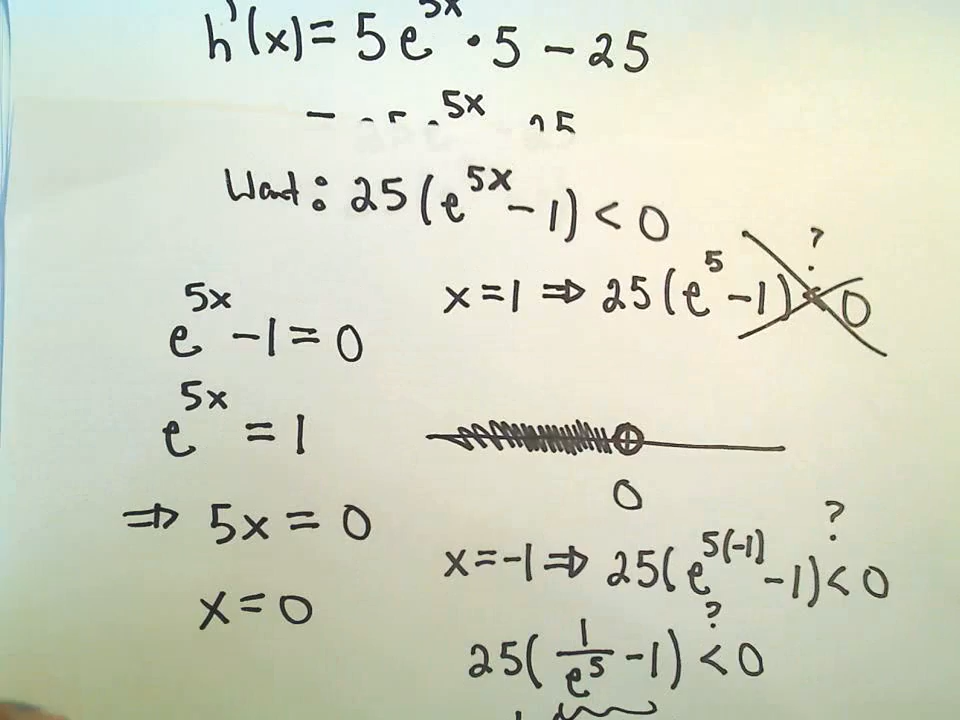 h'(x) = 5e^{5x} · 5 − 25
Want: 25(e^{5x} − 1) < 0
x = 1 ⇒ 25(e^{5} − 1) <? 0
e^{5x} − 1 = 0
e^{5x} = 1
0
⇒ 5x = 0
x = −1 ⇒ 25(e^{5(−1)} − 1) <? 0
x = 0
25(1/e^{5} − 1) <? 0